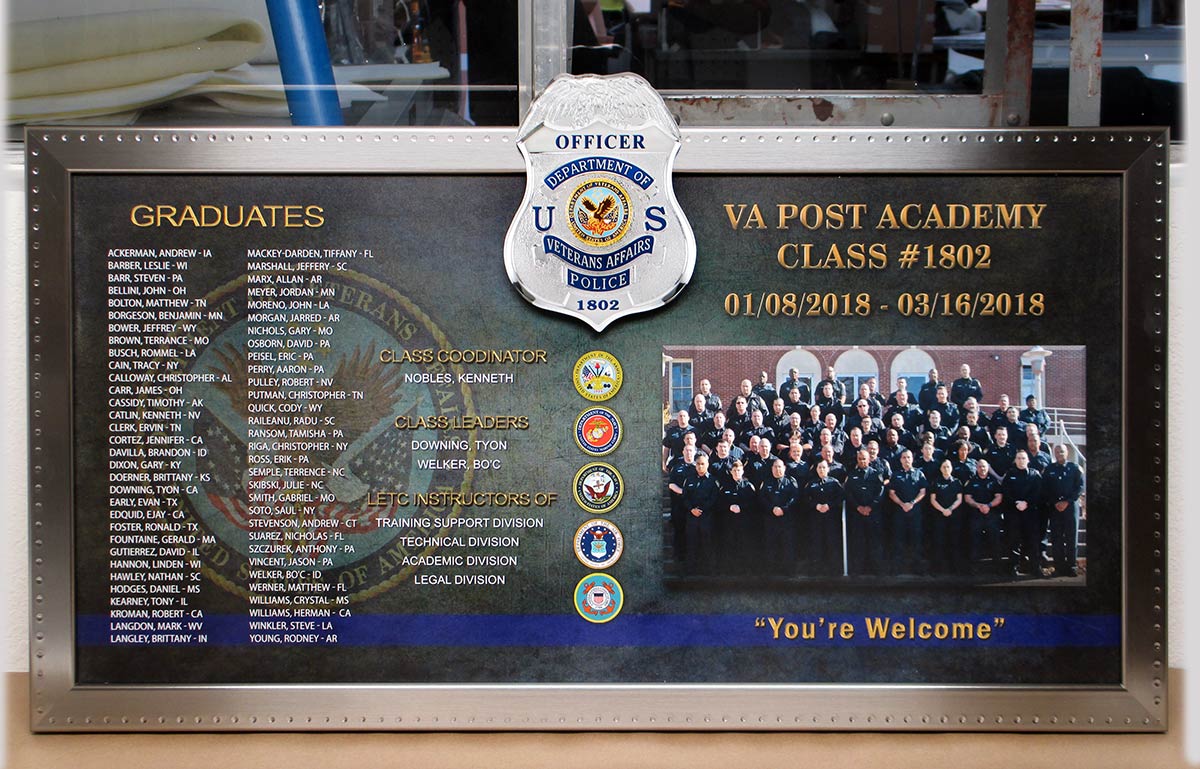 OFFICER
DEPARTMENT OF
U S
VETERANS AFFAIRS
POLICE
1802
GRADUATES
ACKERMAN, ANDREW - IA
BARBER, LESLIE - WI
BARR, STEVEN - PA
BELLINI, JOHN - OH
BOLTON, MATTHEW - TN
BORGESON, BENJAMIN - MN
BOWER, JEFFREY - WY
BROWN, TERRANCE - MO
BUSCH, ROMMEL - LA
CAIN, TRACY - NY
CALLOWAY, CHRISTOPHER - AL
CARR, JAMES - OH
CASSIDY, TIMOTHY - AK
CATLIN, KENNETH - NV
CLERK, ERVIN - TN
CORTEZ, JENNIFER - CA
DAVILLA, BRANDON - ID
DIXON, GARY - KY
DOERNER, BRITTANY - KS
DOWNING, TYON - CA
EARLY, EVAN - TX
EDQUID, EJAY - CA
FOSTER, RONALD - TX
FOUNTAINE, GERALD - MA
GUTIERREZ, DAVID - IL
HANNON, LINDEN - WI
HAWLEY, NATHAN - SC
HODGES, DANIEL - MS
KEARNEY, TONY - IL
KROMAN, ROBERT - CA
LANGDON, MARK - WV
LANGLEY, BRITTANY - IN
MACKEY-DARDEN, TIFFANY - FL
MARSHALL, JEFFERY - SC
MARX, ALLAN - AR
MEYER, JORDAN - MN
MORENO, JOHN - LA
MORGAN, JARRED - AR
NICHOLS, GARY - MO
OSBORN, DAVID - PA
PEISEL, ERIC - PA
PERRY, AARON - PA
PULLEY, ROBERT - NV
PUTMAN, CHRISTOPHER - TN
QUICK, CODY - WY
RAILEANU, RADU - SC
RANSOM, TAMISHA - PA
RIGA, CHRISTOPHER - NY
ROSS, ERIK - PA
SEMPLE, TERRENCE - NC
SKIBSKI, JULIE - NC
SMITH, GABRIEL - MO
SOTO, SAUL - NY
STEVENSON, ANDREW - CT
SUAREZ, NICHOLAS - FL
SZCZUREK, ANTHONY - PA
VINCENT, JASON - PA
WELKER, BO'C - ID
WERNER, MATTHEW - FL
WILLIAMS, CRYSTAL - MS
WILLIAMS, HERMAN - CA
WINKLER, STEVE - LA
YOUNG, RODNEY - AR
CLASS COODINATOR
NOBLES, KENNETH
CLASS LEADERS
DOWNING, TYON
WELKER, BO'C
LETC INSTRUCTORS OF
TRAINING SUPPORT DIVISION
TECHNICAL DIVISION
ACADEMIC DIVISION
LEGAL DIVISION
VA POST ACADEMY
CLASS #1802
01/08/2018 - 03/16/2018
“You're Welcome”